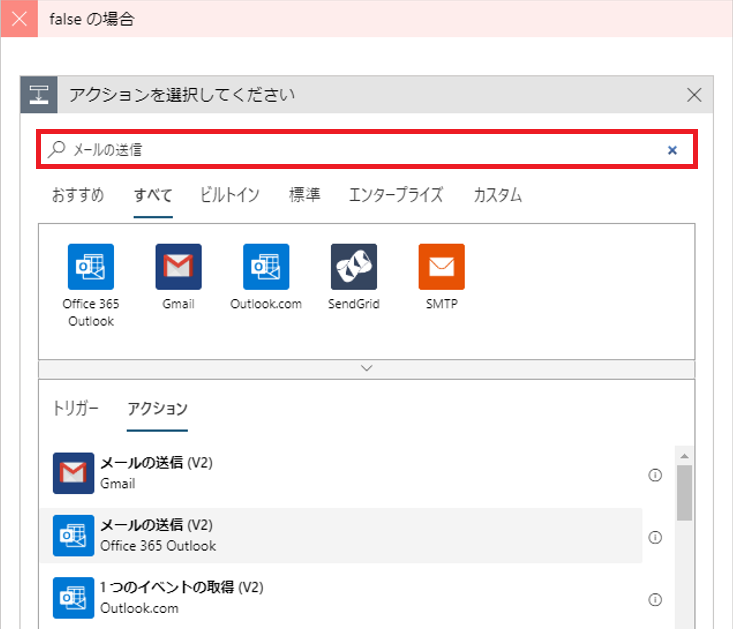 false の場合
アクションを選択してください
メールの送信
おすすめ すべて ビルトイン 標準 エンタープライズ カスタム
Office 365 Outlook
Gmail
Outlook.com
SendGrid
SMTP
トリガー アクション
メールの送信 (V2)
Gmail
メールの送信 (V2)
Office 365 Outlook
1 つのイベントの取得 (V2)
Outlook.com